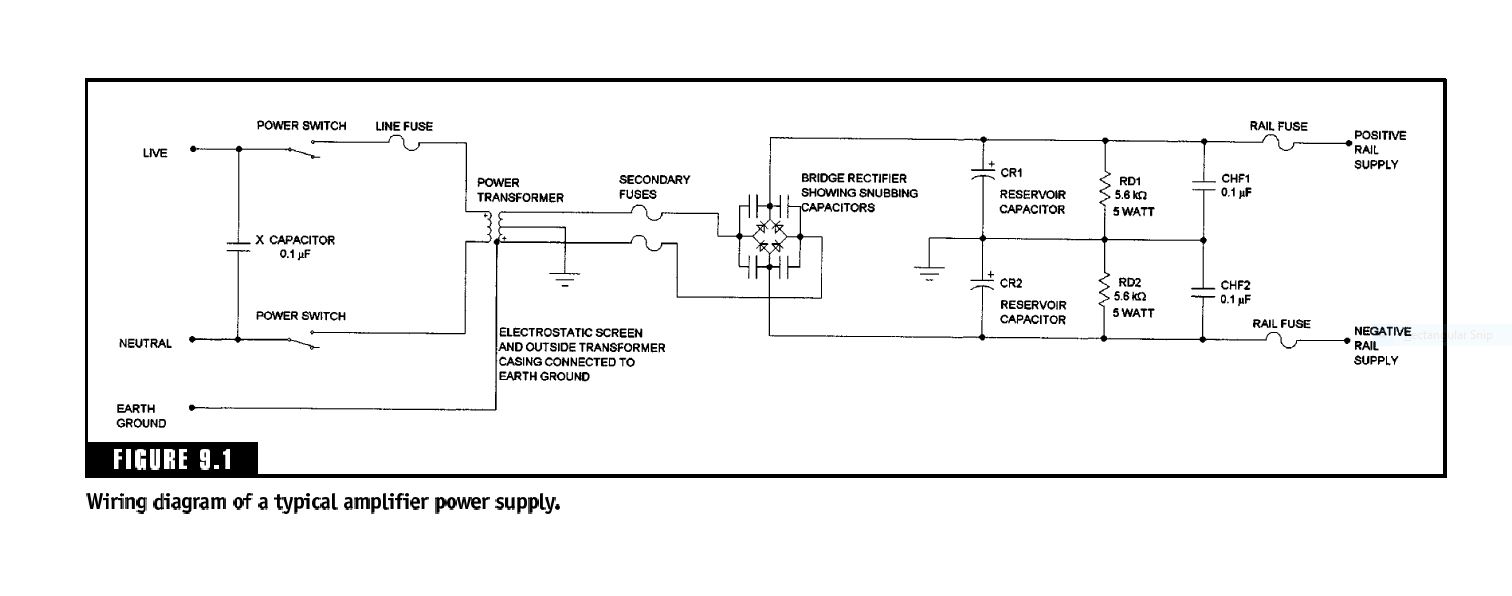 POWER SWITCH
LINE FUSE
LIVE
X CAPACITOR
0.1 µF
POWER SWITCH
NEUTRAL
EARTH
GROUND
POWER
TRANSFORMER
ELECTROSTATIC SCREEN
AND OUTSIDE TRANSFORMER
CASING CONNECTED TO
EARTH GROUND
SECONDARY
FUSES
BRIDGE RECTIFIER
SHOWING SNUBBING
CAPACITORS
+
CR1
RESERVOIR
CAPACITOR
+
CR2
RESERVOIR
CAPACITOR
RD1
5.6 kΩ
5 WATT
RD2
5.6 kΩ
5 WATT
CHF1
0.1 µF
CHF2
0.1 µF
RAIL FUSE
POSITIVE
RAIL
SUPPLY
RAIL FUSE
NEGATIVE
RAIL
SUPPLY
Rectangular Snip
FIGURE 9.1
Wiring diagram of a typical amplifier power supply.